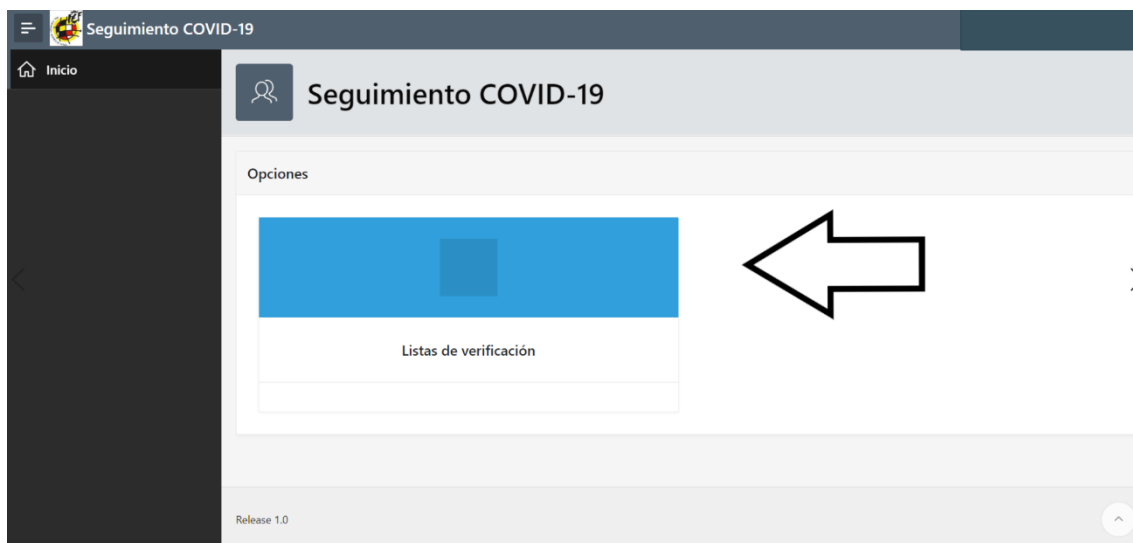 Seguimiento COVID-19
Inicio
Seguimiento COVID-19
Opciones
Listas de verificación
Release 1.0